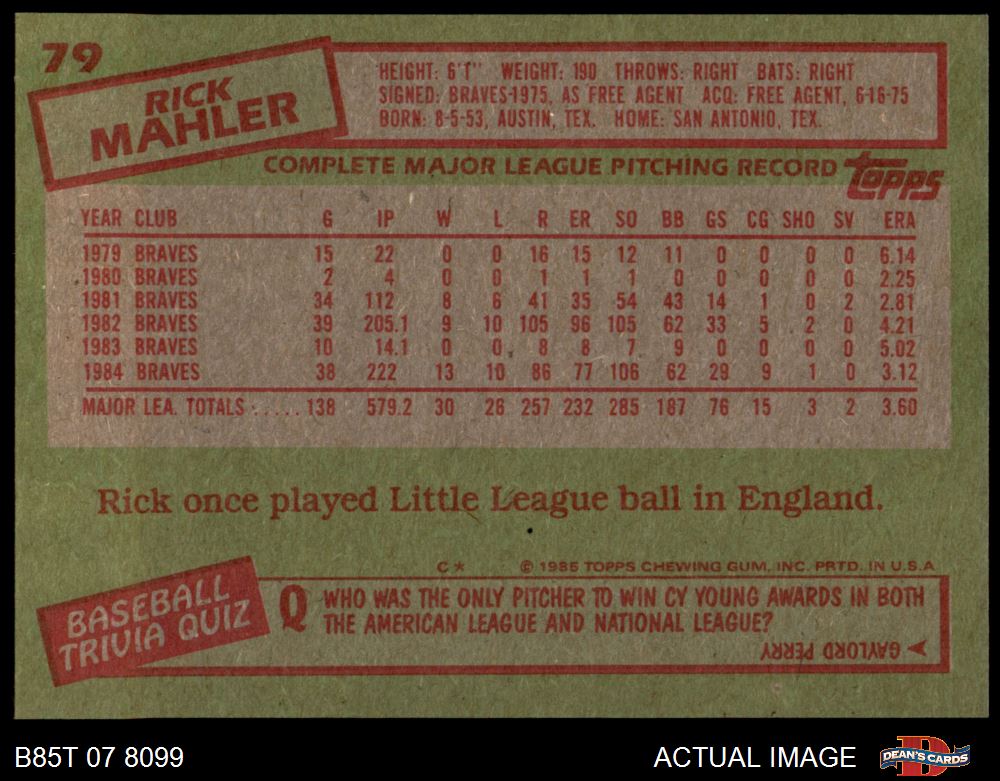 79
RICK
MAHLER
HEIGHT: 6'1" WEIGHT: 190 THROWS: RIGHT BATS: RIGHT
SIGNED: BRAVES-1975, AS FREE AGENT ACQ: FREE AGENT, 6-16-75
BORN: 8-5-53, AUSTIN, TEX. HOME: SAN ANTONIO, TEX.
COMPLETE MAJOR LEAGUE PITCHING RECORD
TOPPS
YEAR CLUB G IP W L R ER SO BB GS CG SHO SV ERA
1979 BRAVES 15 22 0 0 16 15 12 11 0 0 0 0 6.14
1980 BRAVES 2 4 0 0 1 1 1 0 0 0 0 0 2.25
1981 BRAVES 34 112 8 6 41 35 54 43 14 1 0 2 2.81
1982 BRAVES 39 205.1 9 10 105 96 105 62 33 5 2 0 4.21
1983 BRAVES 10 14.1 0 0 8 8 7 9 0 0 0 0 5.02
1984 BRAVES 38 222 13 10 86 77 106 62 29 9 1 0 3.12
MAJOR LEA. TOTALS ..... 138 579.2 30 26 257 232 285 187 76 15 3 2 3.60
Rick once played Little League ball in England.
C* © 1985 TOPPS CHEWING GUM, INC. PRTD. IN U.S.A
BASEBALL
TRIVIA QUIZ
Q WHO WAS THE ONLY PITCHER TO WIN CY YOUNG AWARDS IN BOTH
THE AMERICAN LEAGUE AND NATIONAL LEAGUE?
GAYLORD PERRY
B85T 07 8099
ACTUAL IMAGE
DEAN'S CARDS